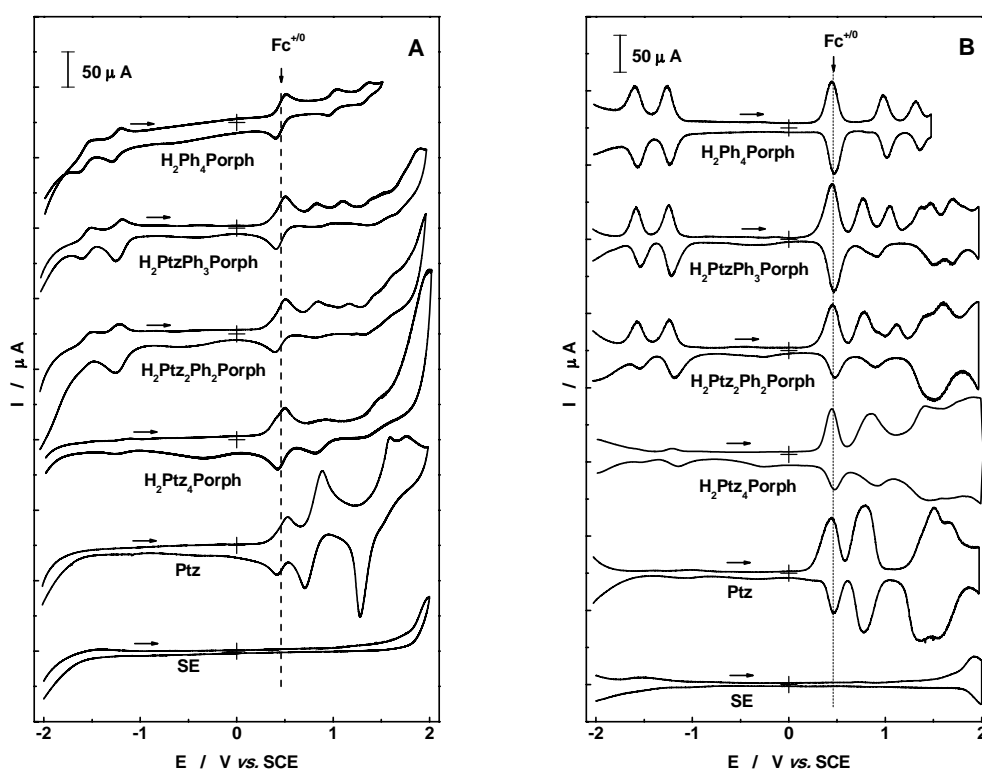 A
Fc+/0
50 μ A
H2Ph4Porph
H2PtzPh3Porph
H2Ptz2Ph2Porph
H2Ptz4Porph
Ptz
SE
I / μ A
-2 -1 0 1 2
E / V vs. SCE
B
Fc+/0
50 μ A
H2Ph4Porph
H2PtzPh3Porph
H2Ptz2Ph2Porph
H2Ptz4Porph
Ptz
SE
I / μ A
-2 -1 0 1 2
E / V vs. SCE